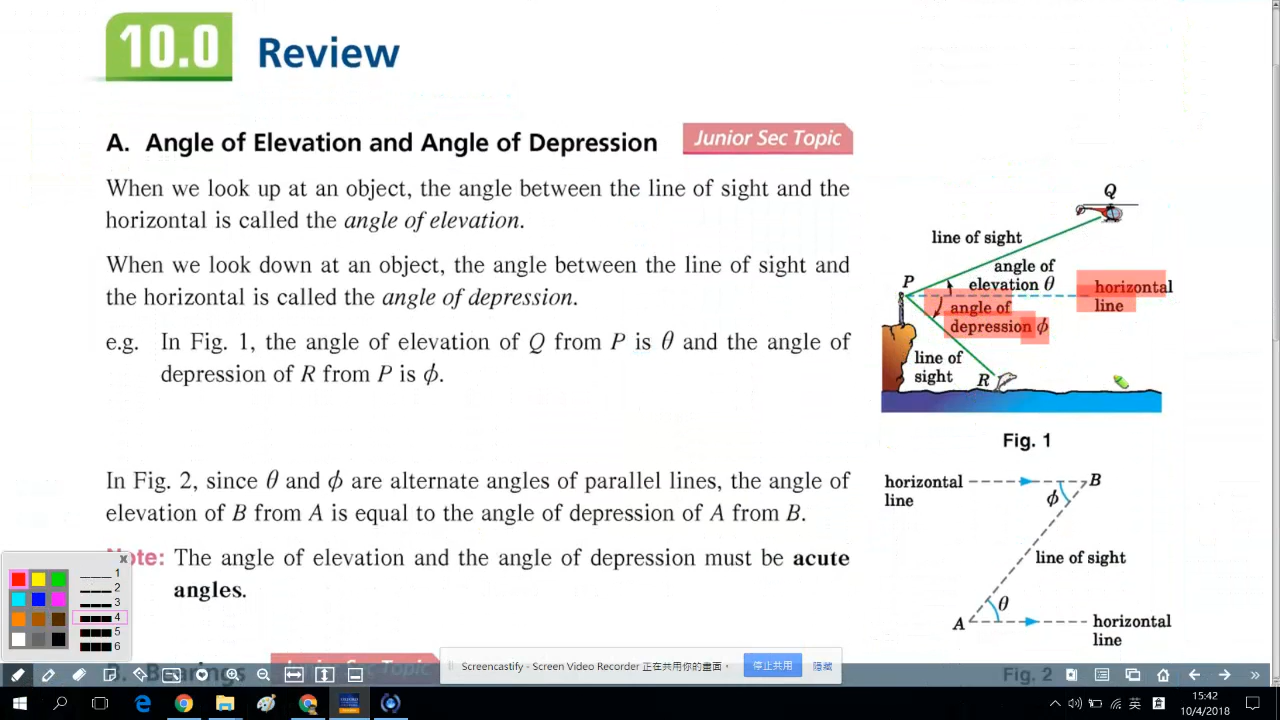 10.0 Review
A. Angle of Elevation and Angle of Depression
Junior Sec Topic
When we look up at an object, the angle between the line of sight and the
horizontal is called the angle of elevation.
When we look down at an object, the angle between the line of sight and
the horizontal is called the angle of depression.
e.g. In Fig. 1, the angle of elevation of Q from P is θ and the angle of
depression of R from P is ϕ.
Q
line of sight
angle of
elevation θ
P
horizontal
line
angle of
depression ϕ
line of
sight
R
Fig. 1
In Fig. 2, since θ and ϕ are alternate angles of parallel lines, the angle of
elevation of B from A is equal to the angle of depression of A from B.
Note: The angle of elevation and the angle of depression must be acute
angles.
horizontal
line
B
ϕ
line of sight
θ
A
horizontal
line
Fig. 2
x
1
2
3
4
5
6
B. Bearings
Junior Sec Topic
Screencastify - Screen Video Recorder 正在共用你的畫面。
停止共用
隱藏
英
15:42
10/4/2018